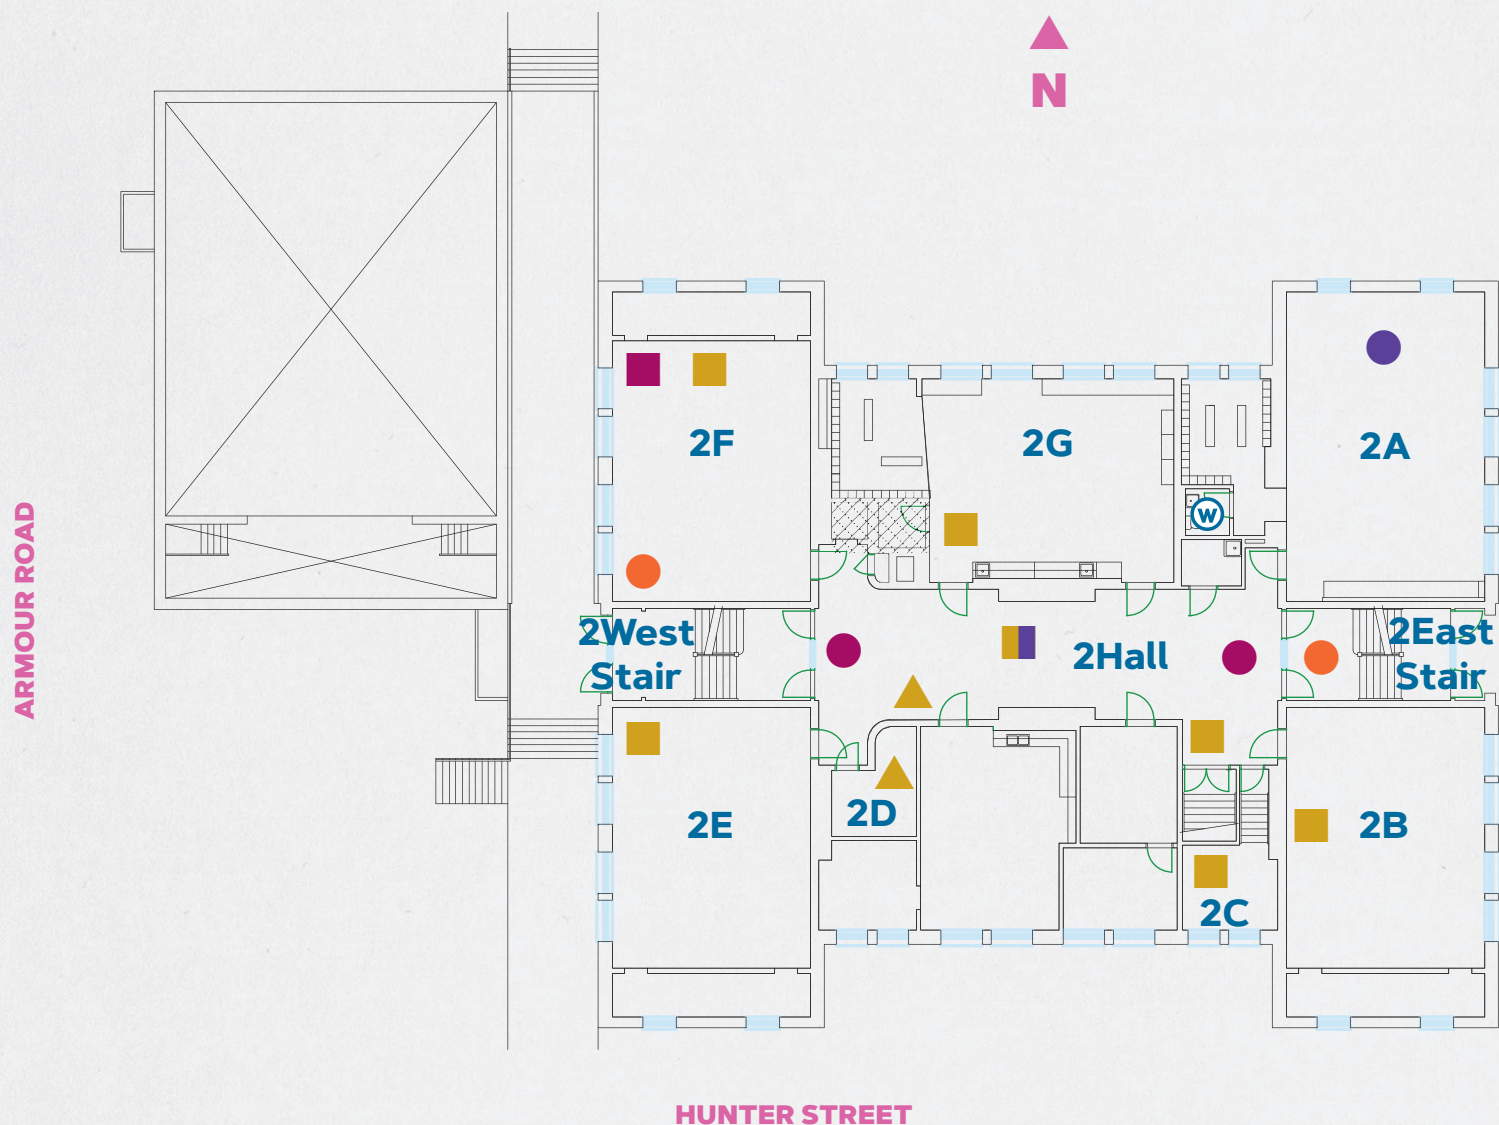 N
2F
2G
2A
W
ARMOUR ROAD
2West
Stair
2Hall
2East
Stair
2E
2D
2B
2C
HUNTER STREET